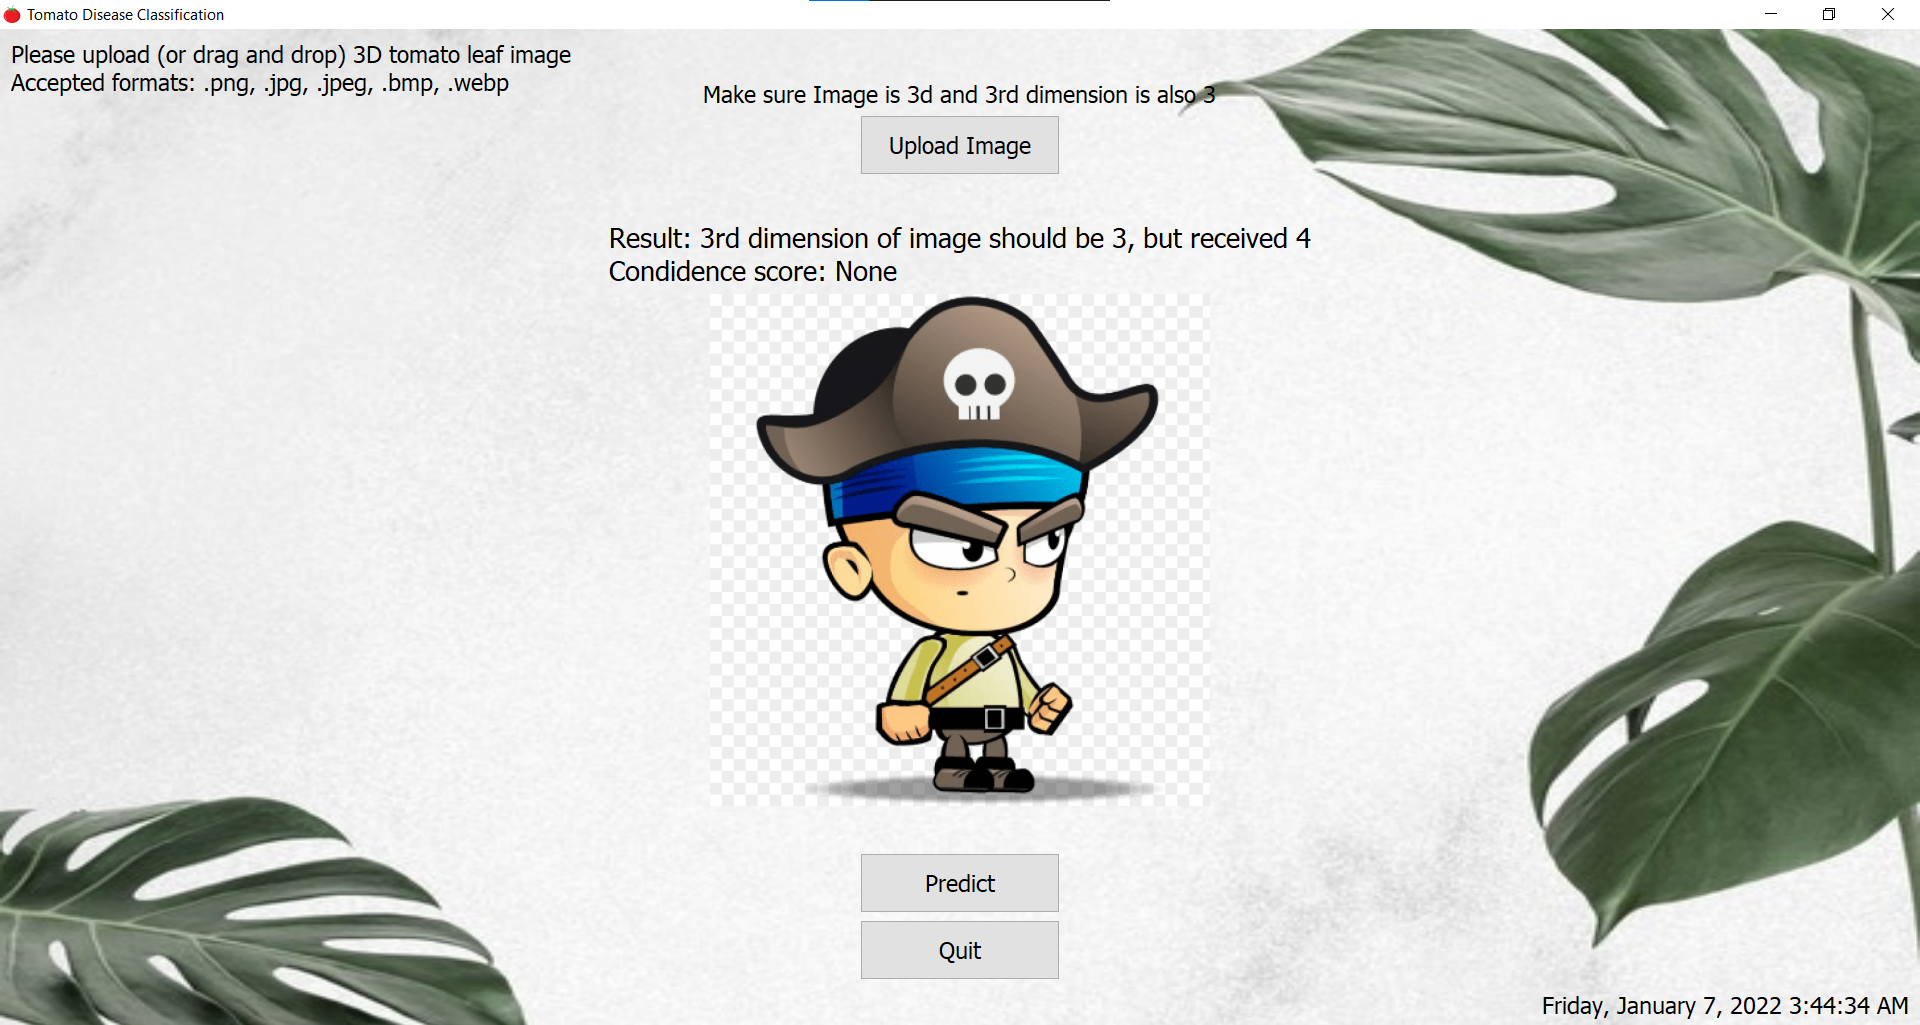 Tomato Disease Classification
Please upload (or drag and drop) 3D tomato leaf image
Accepted formats: .png, .jpg, .jpeg, .bmp, .webp
Make sure Image is 3d and 3rd dimension is also 3
Upload Image
Result: 3rd dimension of image should be 3, but received 4
Condidence score: None
Predict
Quit
Friday, January 7, 2022 3:44:34 AM